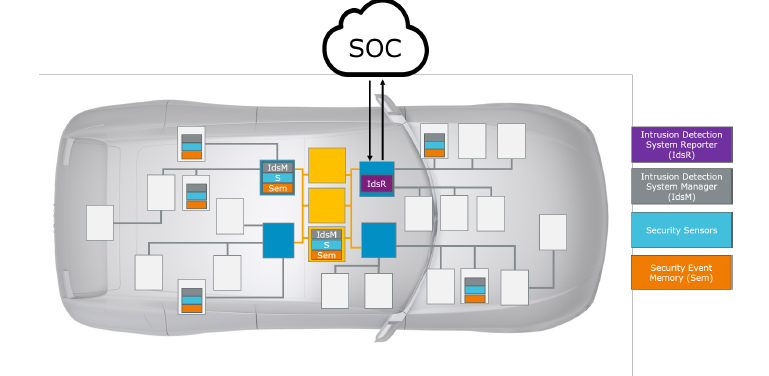 SOC
IdsM
S
Sem
IdsR
IdsM
S
Sem
Intrusion Detection
System Reporter
(IdsR)
Intrusion Detection
System Manager
(IdsM)
Security Sensors
Security Event
Memory (Sem)